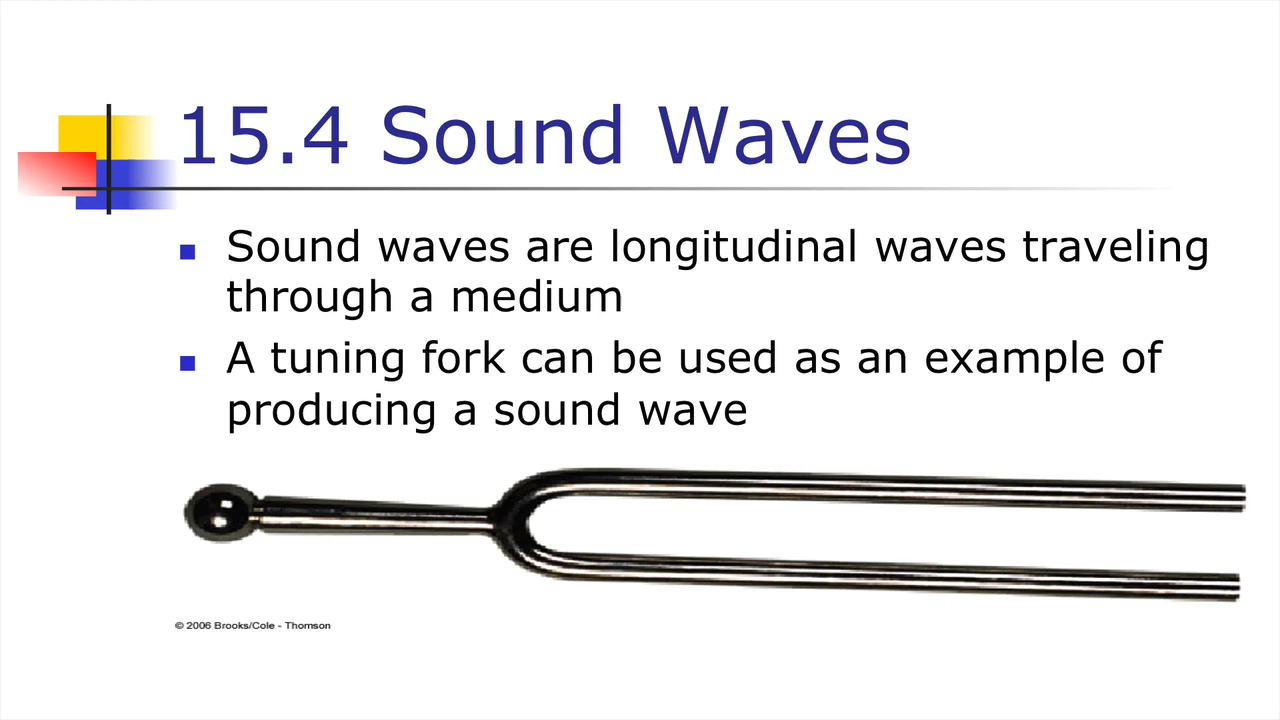 15.4 Sound Waves
Sound waves are longitudinal waves traveling
through a medium
A tuning fork can be used as an example of
producing a sound wave
© 2006 Brooks/Cole - Thomson